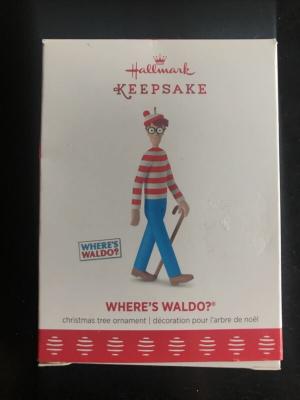 Hallmark
KEEPSAKE
WHERE'S
WALDO?
WHERE'S WALDO?®
christmas tree ornament | décoration pour l'arbre de noël